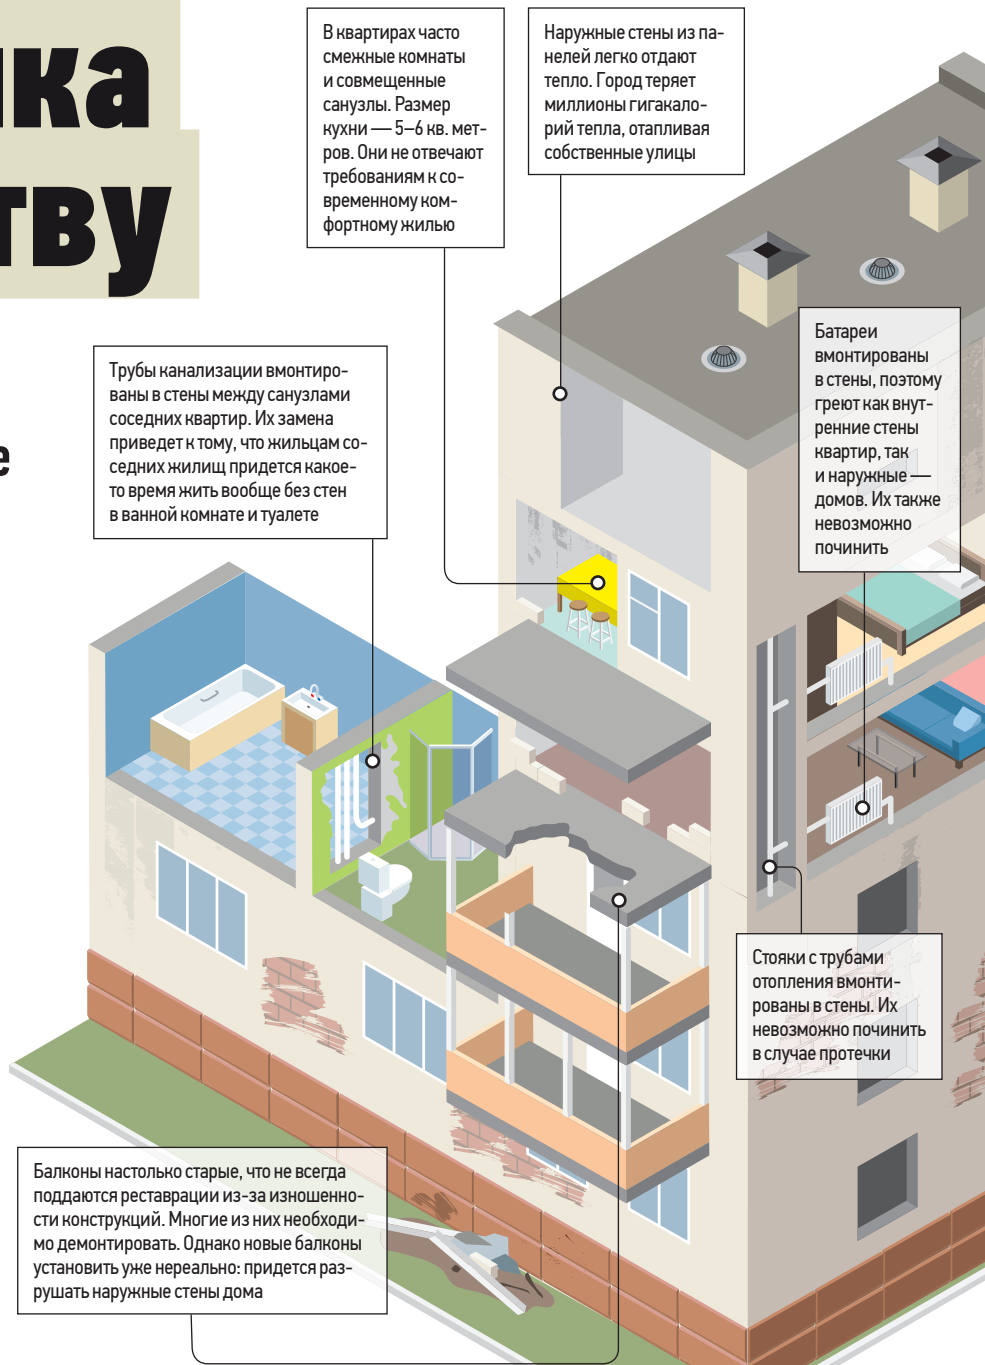 ика
тву
е
В квартирах часто
смежные комнаты
и совмещенные
санузлы. Размер
кухни — 5–6 кв. мет-
ров. Они не отвечают
требованиям к со-
временному ком-
фортному жилью
Наружные стены из па-
нелей легко отдают
тепло. Город теряет
миллионы гигакало-
рий тепла, отапливая
собственные улицы
Батареи
вмонтированы
в стены, поэтому
греют как внут-
ренние стены
квартир, так
и наружные —
домов. Их также
невозможно
починить
Трубы канализации вмонтиро-
ваны в стены между санузлами
соседних квартир. Их замена
приведет к тому, что жильцам со-
седних жилищ придется какое-
то время жить вообще без стен
в ванной комнате и туалете
Стояки с трубами
отопления вмонти-
рованы в стены. Их
невозможно починить
в случае протечки
Балконы настолько старые, что не всегда
поддаются реставрации из-за изношенно-
сти конструкций. Многие из них необходи-
мо демонтировать. Однако новые балконы
установить уже нереально: придется раз-
рушать наружные стены дома